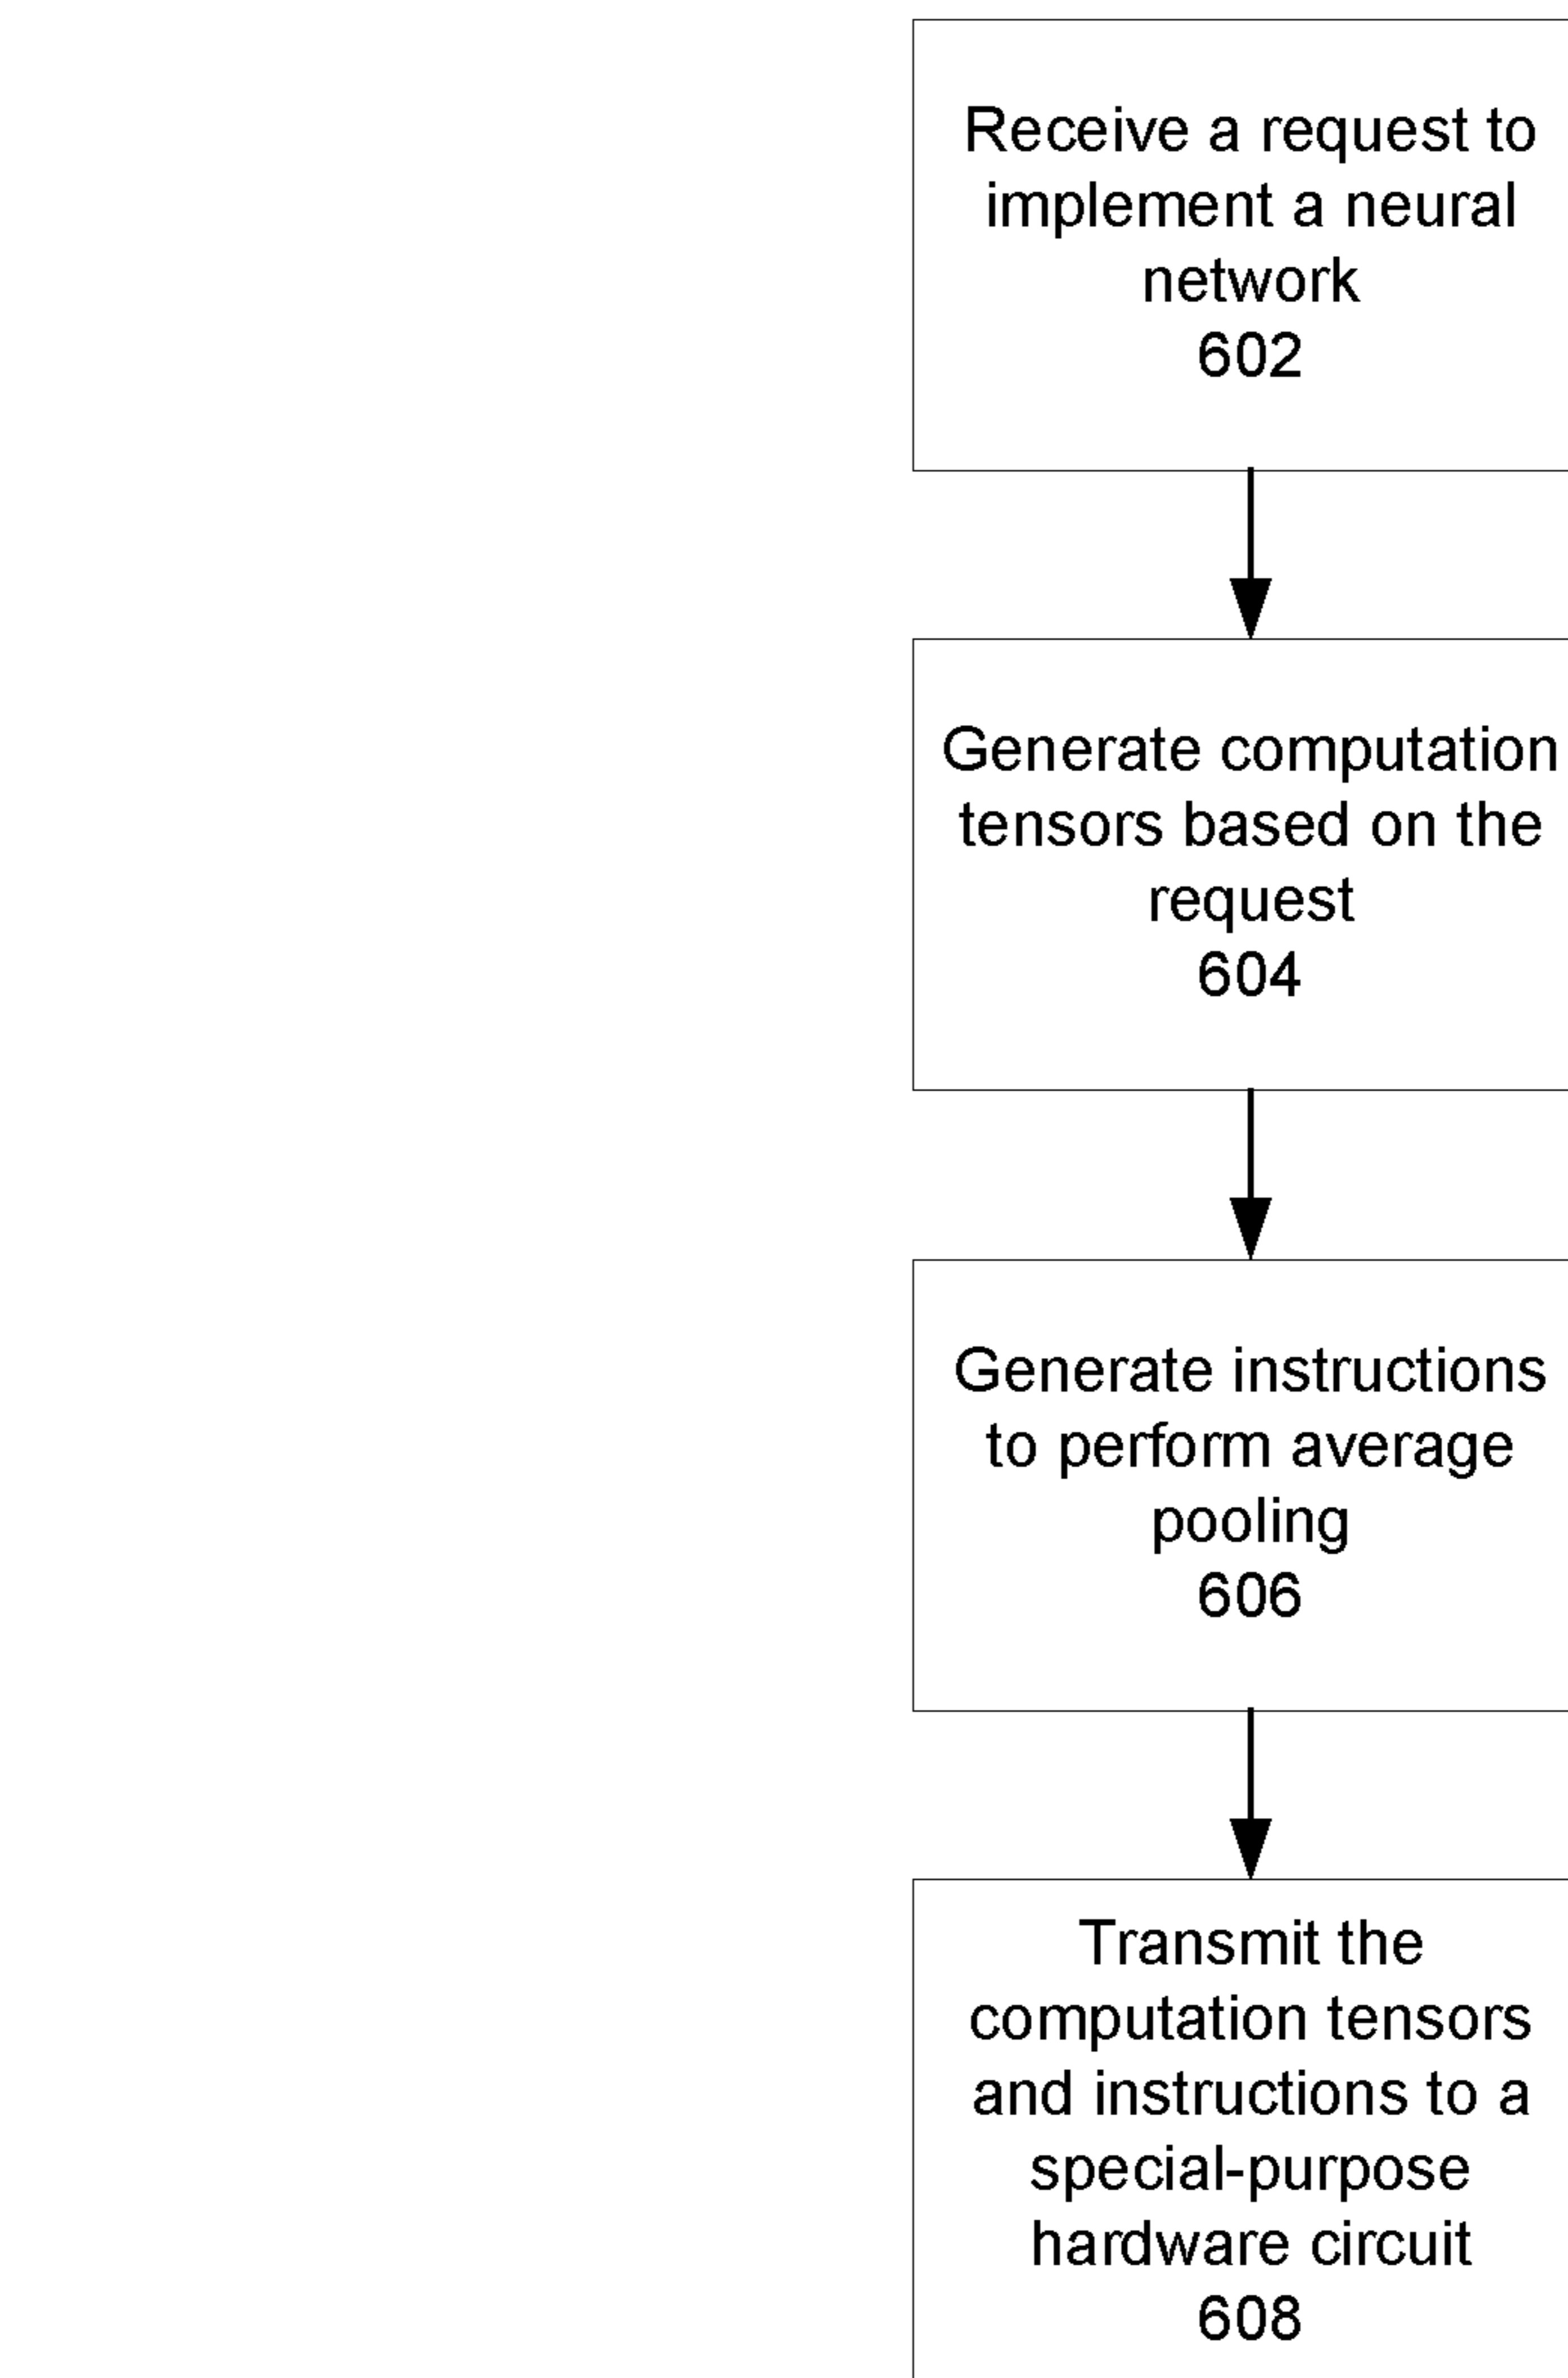 Receive a request to
implement a neural
network
602
Generate computation
tensors based on the
request
604
Generate instructions
to perform average
pooling
606
Transmit the
computation tensors
and instructions to a
special-purpose
hardware circuit
608